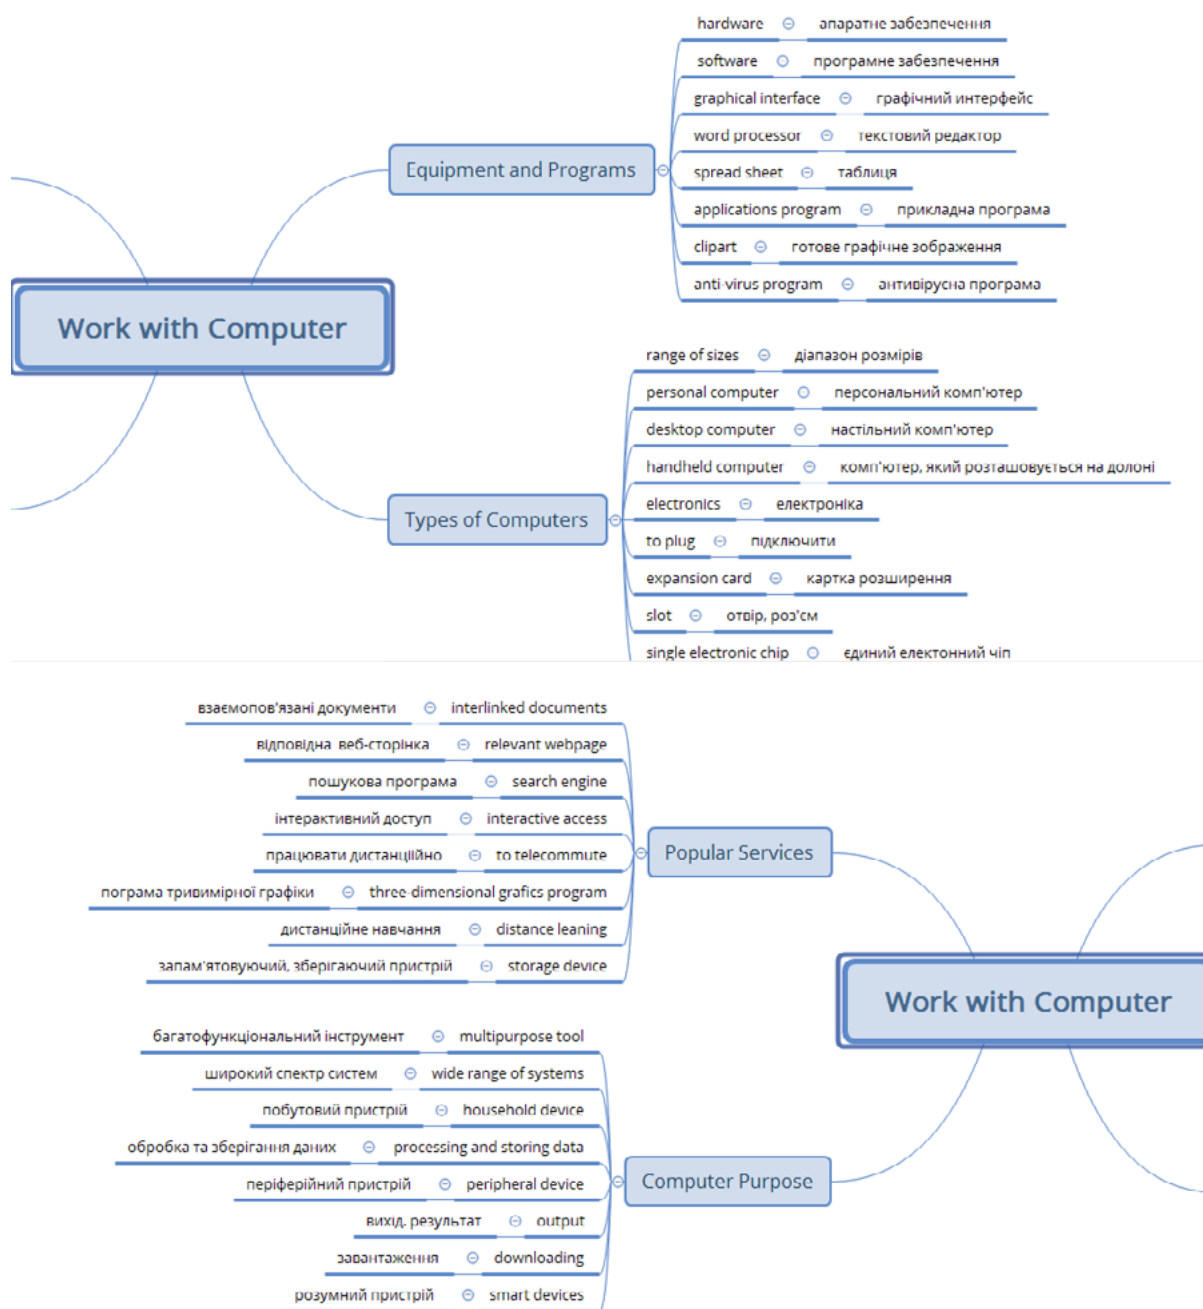 hardware апаратне забезпечення
software програмне забезпечення
graphical interface графічний интерфейс
word processor текстовий редактор
Equipment and Programs
spread sheet таблиця
applications program прикладна програма
clipart готове графічне зображення
anti-virus program антивірусна програма
Work with Computer
range of sizes діапазон розмірів
personal computer персональний комп'ютер
desktop computer настільний комп'ютер
handheld computer комп'ютер, який розташовується на долоні
electronics електроніка
Types of Computers
to plug підключити
expansion card картка розширення
slot отвір, роз'єм
single electronic chip єдиний електонний чіп
взаємопов'язані документи interlinked documents
відповідна веб-сторінка relevant webpage
пошукова програма search engine
інтерактивний доступ interactive access
Popular Services
працювати дистанційно to telecommute
пограма тривимірної графіки three-dimensional grafics program
дистанційне навчання distance leaning
запам'ятовуючий, зберігаючий пристрій storage device
Work with Computer
багатофункціональний інструмент multipurpose tool
широкий спектр систем wide range of systems
побутовий пристрій household device
обробка та зберігання даних processing and storing data
Computer Purpose
періферійний пристрій peripheral device
вихід, результат output
завантаження downloading
розумний пристрій smart devices